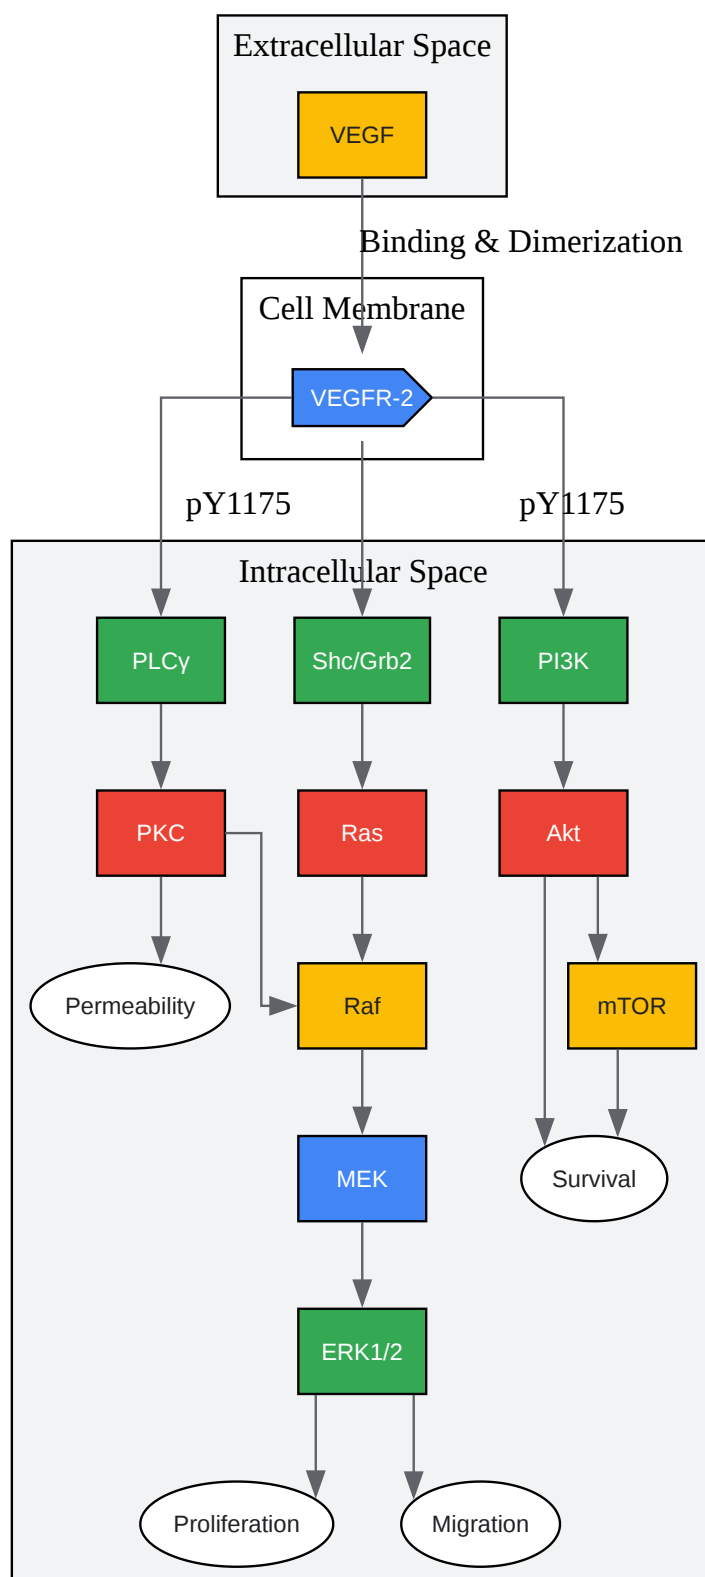 Extracellular Space
VEGF
Binding & Dimerization
Cell Membrane
VEGFR-2
pY1175
pY1175
Intracellular Space
PLCγ
Shc/Grb2
PI3K
PKC
Ras
Akt
Permeability
Raf
mTOR
MEK
Survival
ERK1/2
Proliferation
Migration